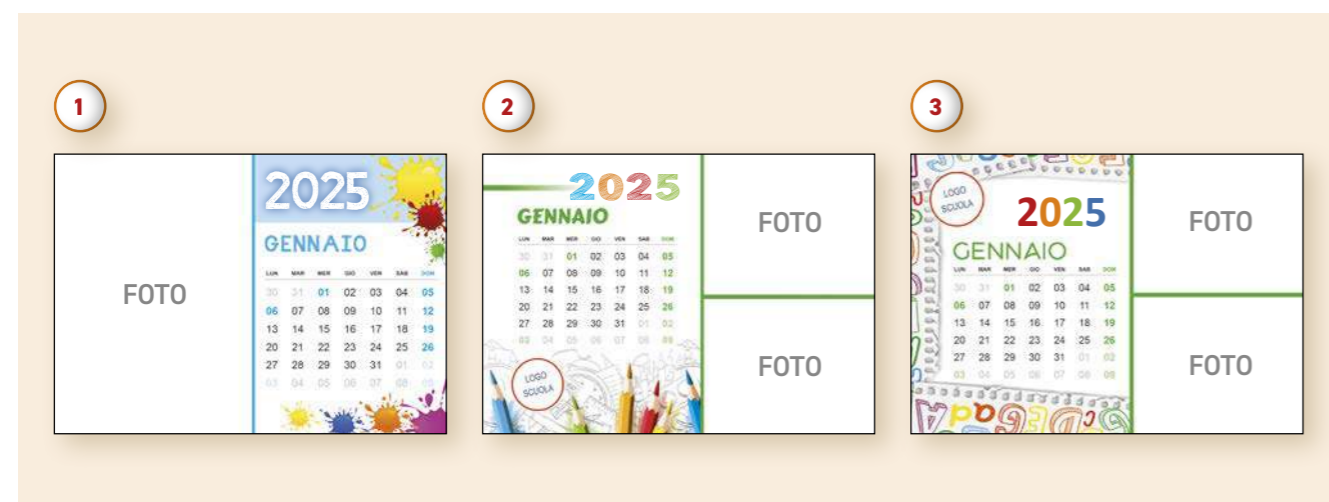 1
2025
GENNAIO
LUN MAR MER GIO VEN SAB DOM
30 31 01 02 03 04 05
06 07 08 09 10 11 12
13 14 15 16 17 18 19
20 21 22 23 24 25 26
27 28 29 30 31 01 02
03 04 05 06 07 08 09
FOTO
2
2025
GENNAIO
LUN MAR MER GIO VEN SAB DOM
30 31 01 02 03 04 05
06 07 08 09 10 11 12
13 14 15 16 17 18 19
20 21 22 23 24 25 26
27 28 29 30 31 01 02
03 04 05 06 07 08 09
LOGO
SCUOLA
FOTO
FOTO
3
LOGO
SCUOLA
2025
GENNAIO
LUN MAR MER GIO VEN SAB DOM
30 31 01 02 03 04 05
06 07 08 09 10 11 12
13 14 15 16 17 18 19
20 21 22 23 24 25 26
27 28 29 30 31 01 02
03 04 05 06 07 08 09
FOTO
FOTO